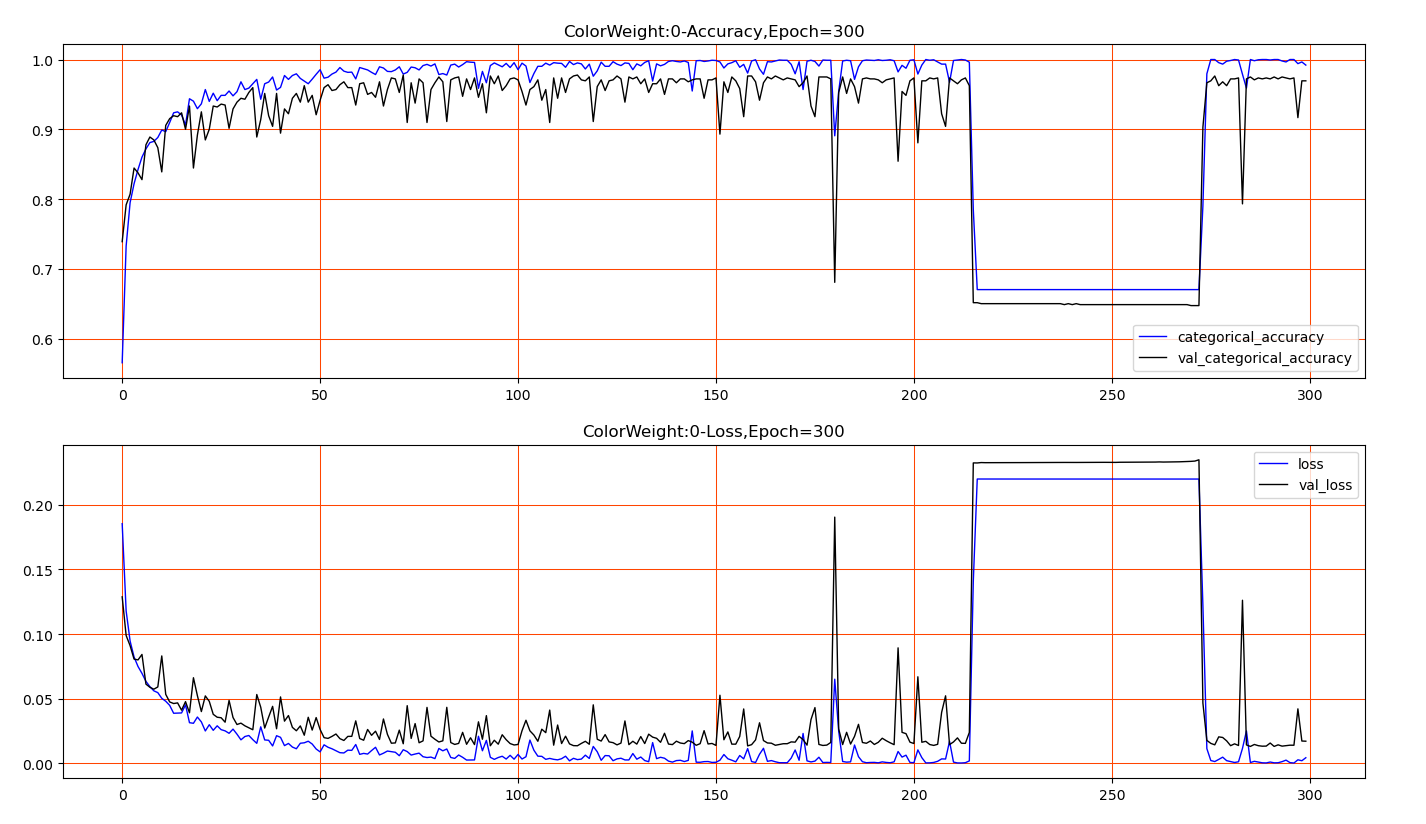 ColorWeight:0-Accuracy,Epoch=300
1.0
0.9
0.8
0.7
0.6
categorical_accuracy
val_categorical_accuracy
0 50 100 150 200 250 300
ColorWeight:0-Loss,Epoch=300
loss
val_loss
0.20
0.15
0.10
0.05
0.00
0 50 100 150 200 250 300